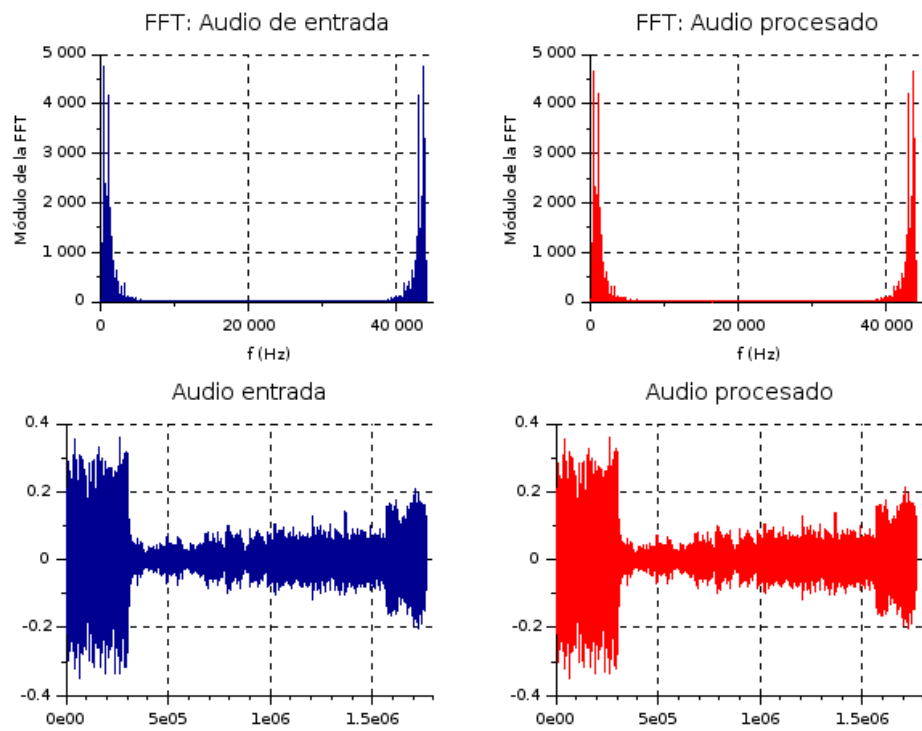 FFT: Audio de entrada
5 000
4 000
3 000
2 000
1 000
0
Módulo de la FFT
0 20 000 40 000
f (Hz)
FFT: Audio procesado
5 000
4 000
3 000
2 000
1 000
0
Módulo de la FFT
0 20 000 40 000
f (Hz)
Audio entrada
0.4
0.2
0
-0.2
-0.4
0e00 5e05 1e06 1.5e06
Audio procesado
0.4
0.2
0
-0.2
-0.4
0e00 5e05 1e06 1.5e06